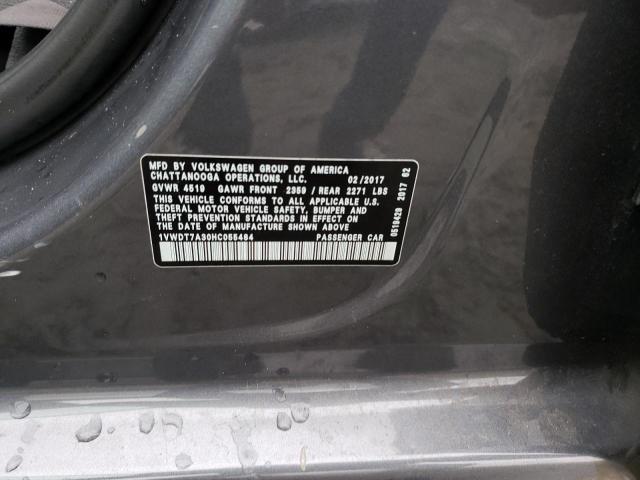 MFD BY VOLKSWAGEN GROUP OF AMERICA
CHATTANOOGA OPERATIONS, LLC. 02/2017
GVWR 4519 GAWR FRONT 2359 / REAR 2271 LBS
THIS VEHICLE CONFORMS TO ALL APPLICABLE U.S.
FEDERAL MOTOR VEHICLE SAFETY, BUMPER AND
THEFT PREVENTION STANDARDS IN EFFECT ON
THE DATE OF MANUFACTURE SHOWN ABOVE
1VWDT7A30HC055494 PASSENGER CAR
0519429 2017 02